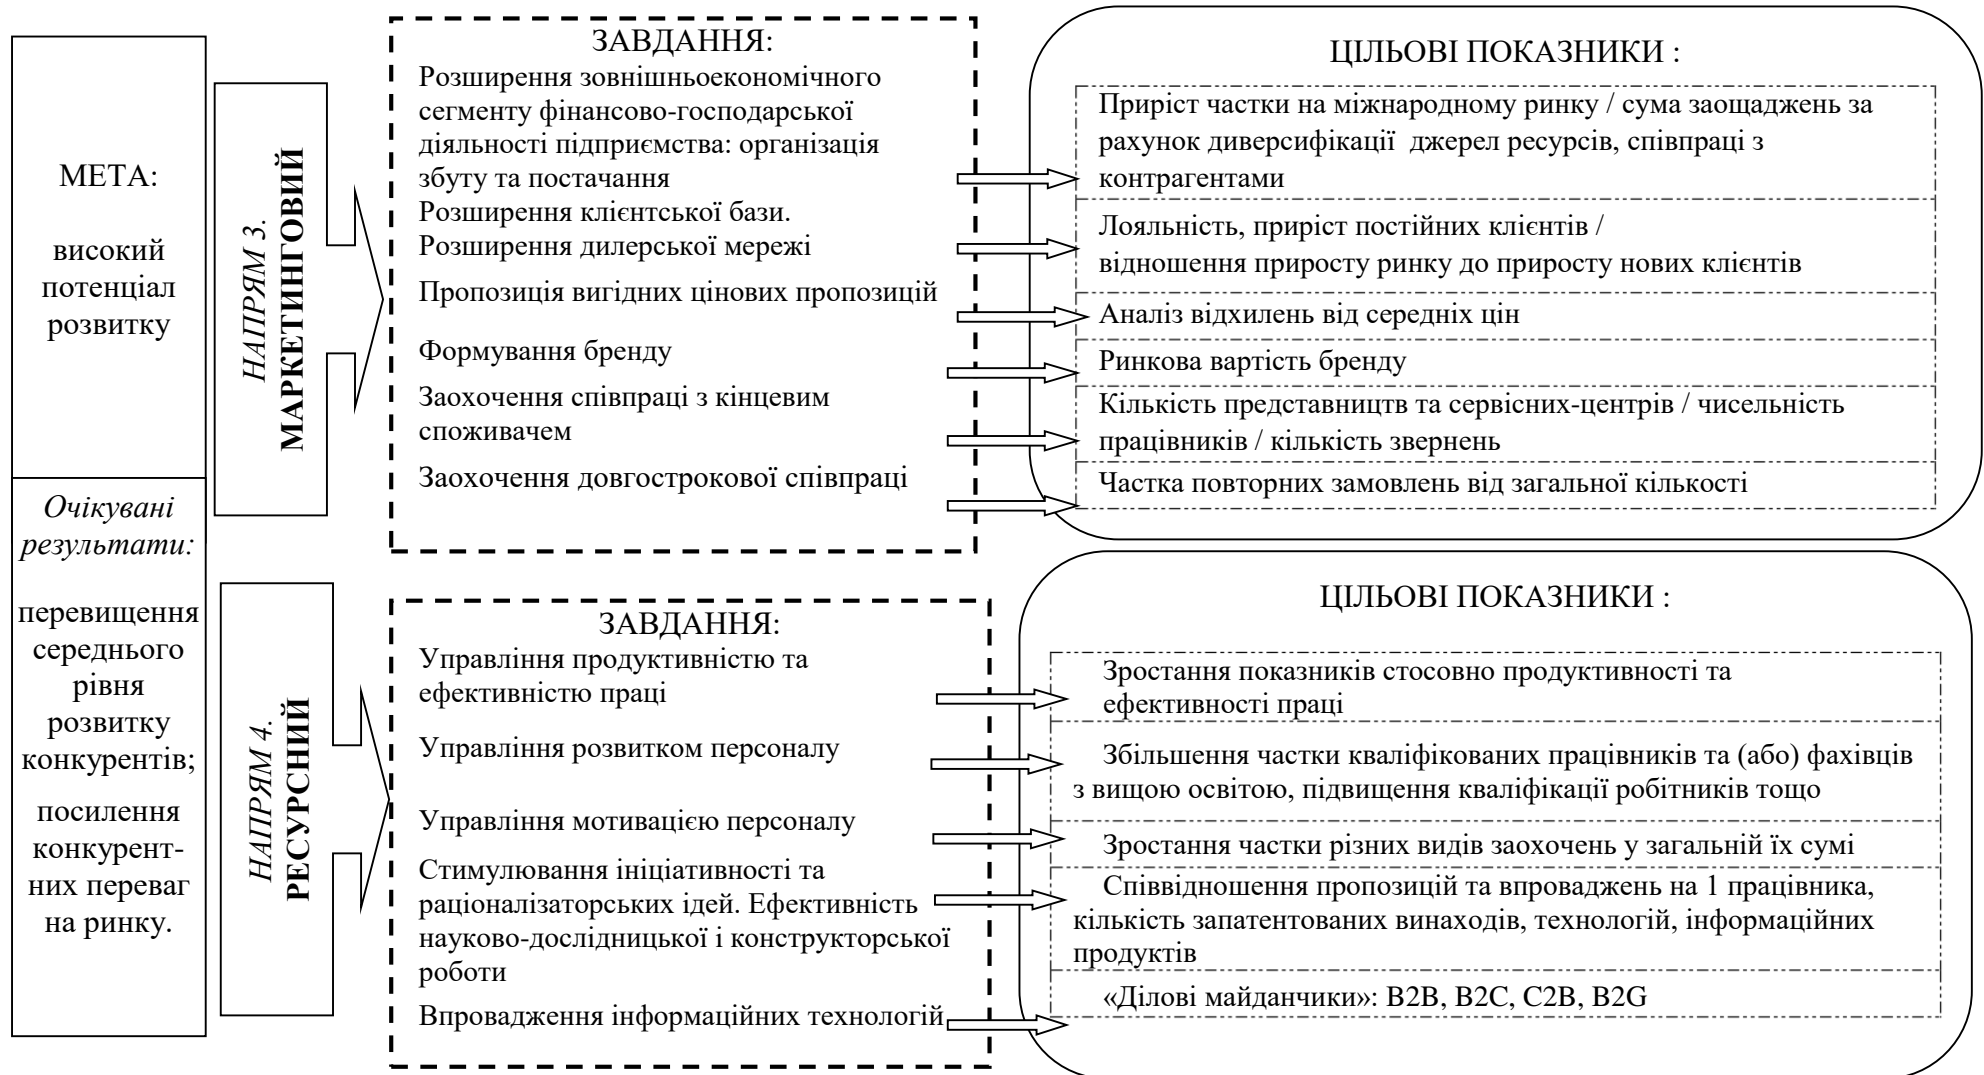 МЕТА:
високий
потенціал
розвитку
Очікувані
результати:
перевищення
середнього
рівня
розвитку
конкурентів;
посилення
конкурент-
них переваг
на ринку.
НАПРЯМ 3.
МАРКЕТИНГОВИЙ
ЗАВДАННЯ:
Розширення зовнішньоекономічного
сегменту фінансово-господарської
діяльності підприємства: організація
збуту та постачання
Розширення клієнтської бази.
Розширення дилерської мережі
Пропозиція вигідних цінових пропозицій
Формування бренду
Заохочення співпраці з кінцевим
споживачем
Заохочення довгострокової співпраці
ЦІЛЬОВІ ПОКАЗНИКИ :
Приріст частки на міжнародному ринку / сума заощаджень за
рахунок диверсифікації джерел ресурсів, співпраці з
контрагентами
Лояльність, приріст постійних клієнтів /
відношення приросту ринку до приросту нових клієнтів
Аналіз відхилень від середніх цін
Ринкова вартість бренду
Кількість представництв та сервісних-центрів / чисельність
працівників / кількість звернень
Частка повторних замовлень від загальної кількості
НАПРЯМ 4.
РЕСУРСНИЙ
ЗАВДАННЯ:
Управління продуктивністю та
ефективністю праці
Управління розвитком персоналу
Управління мотивацією персоналу
Стимулювання ініціативності та
раціоналізаторських ідей. Ефективність
науково-дослідницької і конструкторської
роботи
Впровадження інформаційних технологій
ЦІЛЬОВІ ПОКАЗНИКИ :
Зростання показників стосовно продуктивності та
ефективності праці
Збільшення частки кваліфікованих працівників та (або) фахівців
з вищою освітою, підвищення кваліфікації робітників тощо
Зростання частки різних видів заохочень у загальній їх сумі
Співвідношення пропозицій та впроваджень на 1 працівника,
кількість запатентованих винаходів, технологій, інформаційних
продуктів
«Ділові майданчики»: B2B, B2C, C2B, B2G